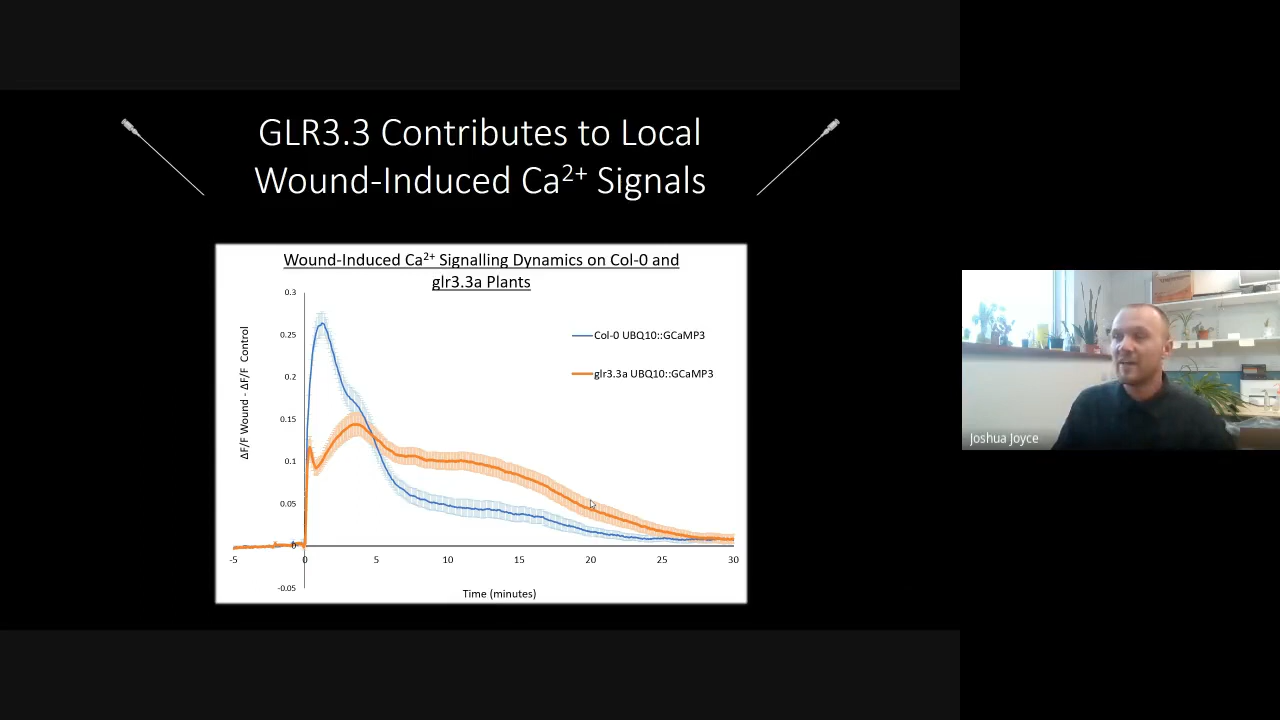 GLR3.3 Contributes to Local
Wound-Induced Ca²⁺ Signals
Wound-Induced Ca²⁺ Signalling Dynamics on Col-0 and
glr3.3a Plants
0.3
0.25
0.2
0.15
0.1
0.05
0
-0.05
ΔF/F Wound - ΔF/F Control
Col-0 UBQ10::GCaMP3
glr3.3a UBQ10::GCaMP3
-5 0 5 10 15 20 25 30
Time (minutes)
Joshua Joyce